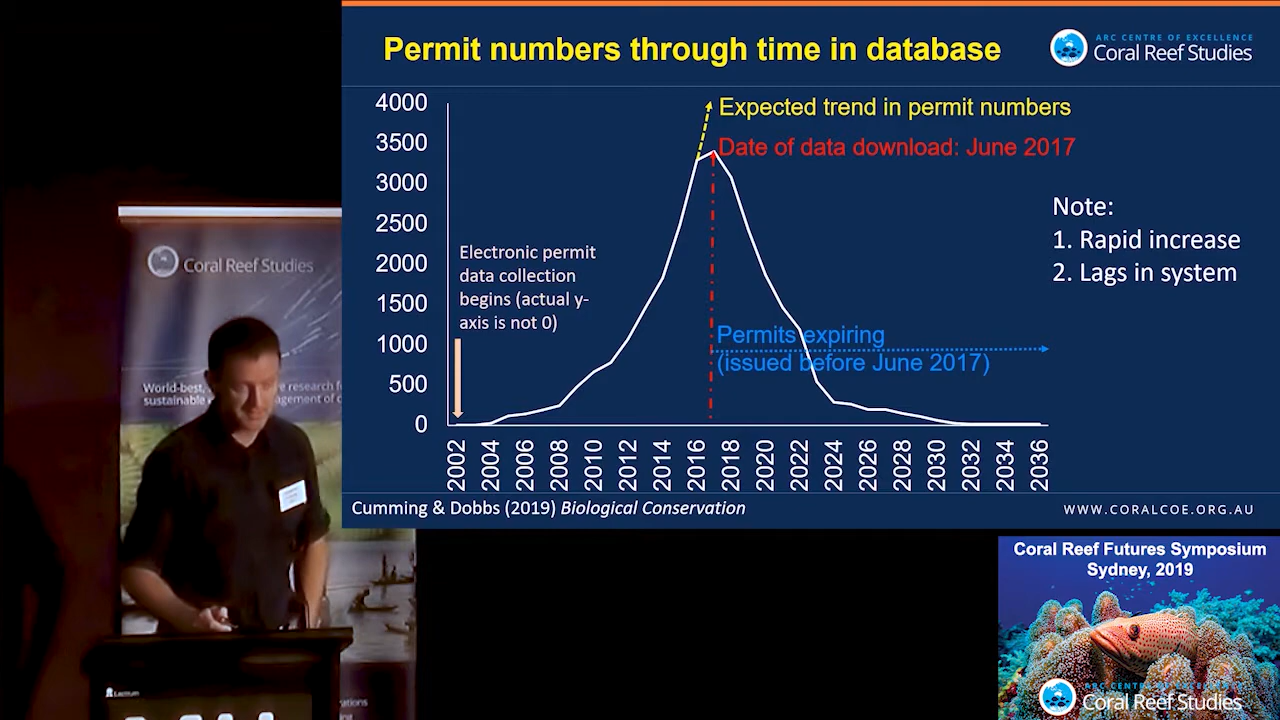 Permit numbers through time in database
ARC CENTRE OF EXCELLENCE
Coral Reef Studies
4000
3500
3000
2500
2000
1500
1000
500
0
Expected trend in permit numbers
Date of data download: June 2017
Note:
1. Rapid increase
2. Lags in system
Electronic permit
data collection
begins (actual y-
axis is not 0)
Permits expiring
(issued before June 2017)
2002 2004 2006 2008 2010 2012 2014 2016 2018 2020 2022 2024 2026 2028 2030 2032 2034 2036
Cumming & Dobbs (2019) Biological Conservation
WWW.CORALCOE.ORG.AU
Coral Reef Studies
World-best, re research f
sustainable agement of c
Lectrum
Coral Reef Futures Symposium
Sydney, 2019
ARC CENTRE OF EXCELLENCE
Coral Reef Studies